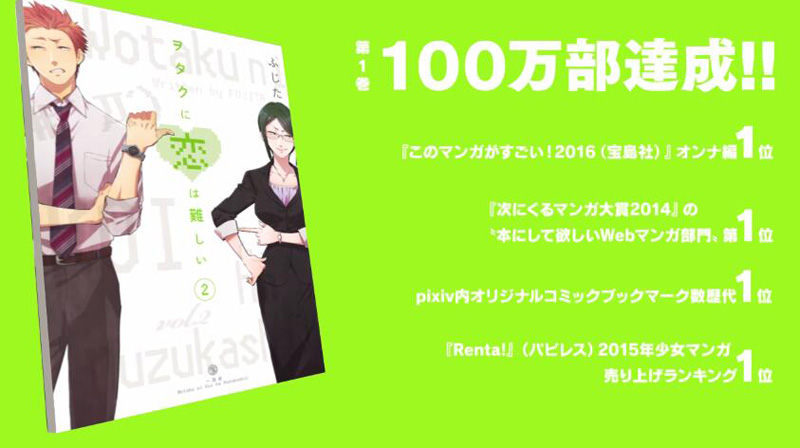 第1巻 100万部達成!!
『このマンガがすごい!2016(宝島社)』オンナ編1位
『次にくるマンガ大賞2014』の
〝本にして欲しいWebマンガ部門〟第1位
pixiv内オリジナルコミックブックマーク数歴代1位
『Renta!』(パピレス)2015年少女マンガ
売り上げランキング1位
ヲタクに
恋
は難しい
2
ふじた
Wotaku n
Written by FUJITA
uzukash